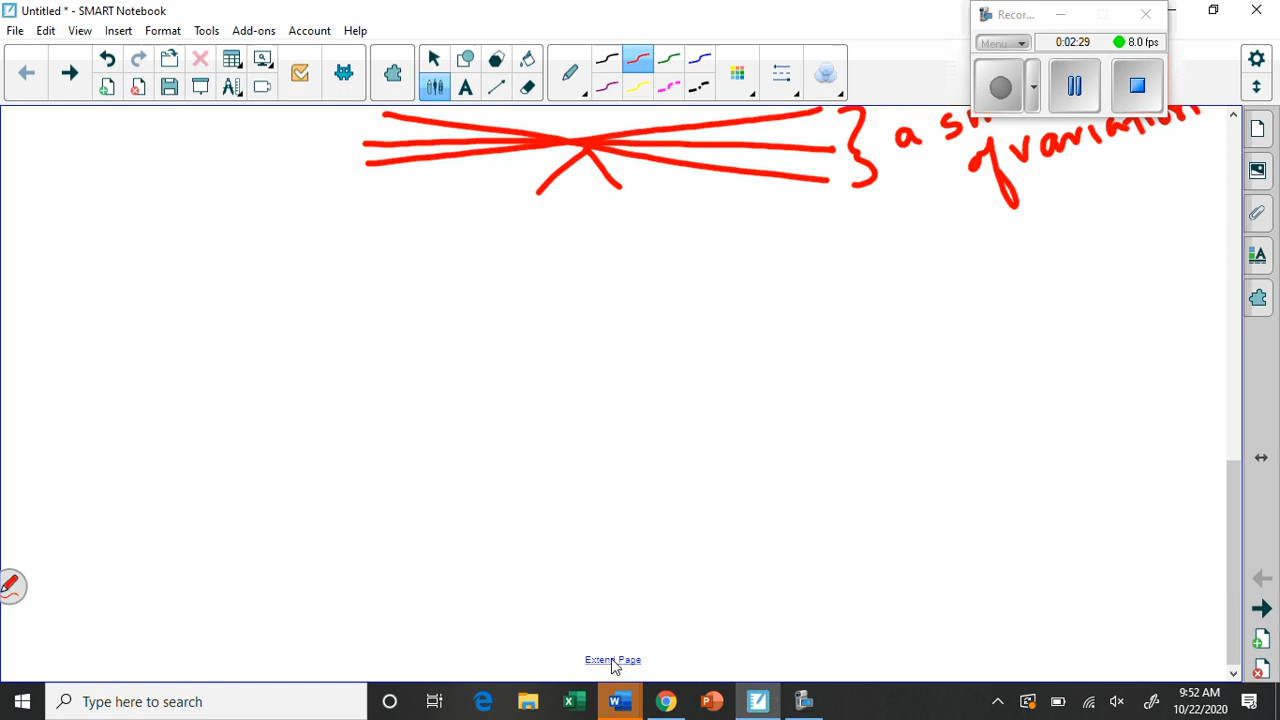 Untitled * - SMART Notebook
Recor...
File Edit View Insert Format Tools Add-ons Account Help
Menu
0:02:29
8.0 fps
a
of variation
Extend Page
Type here to search
9:52 AM
10/22/2020